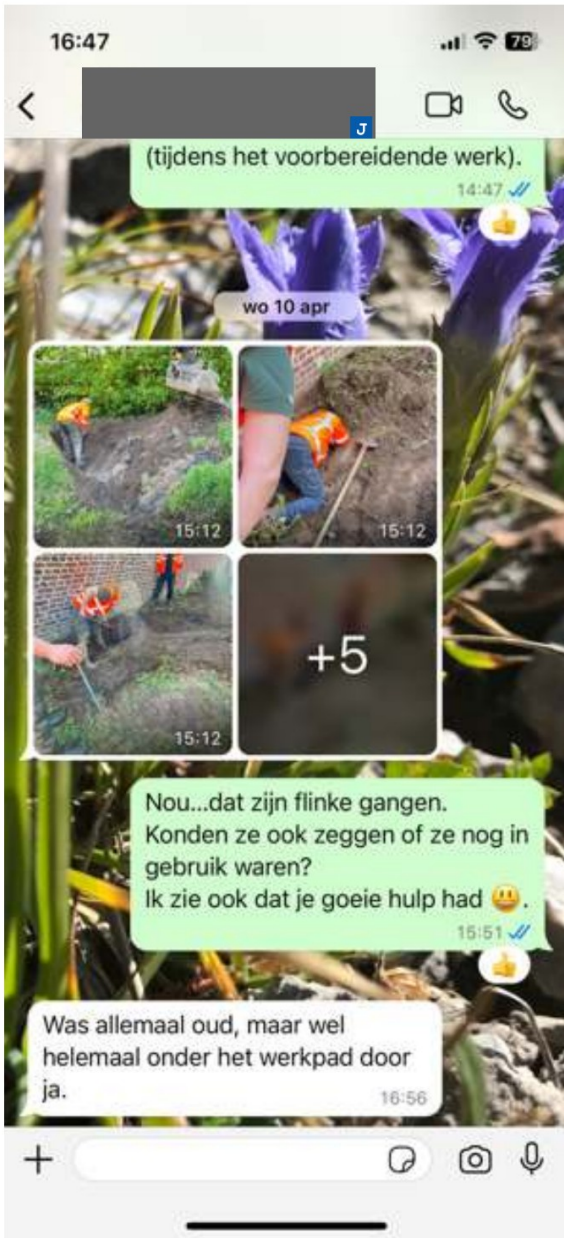 16:47
79
J
(tijdens het voorbereidende werk).
14:47
wo 10 apr
15:12
15:12
15:12
+5
Nou...dat zijn flinke gangen.
Konden ze ook zeggen of ze nog in
gebruik waren?
Ik zie ook dat je goeie hulp had 😃.
15:51
Was allemaal oud, maar wel
helemaal onder het werkpad door
ja.
16:56